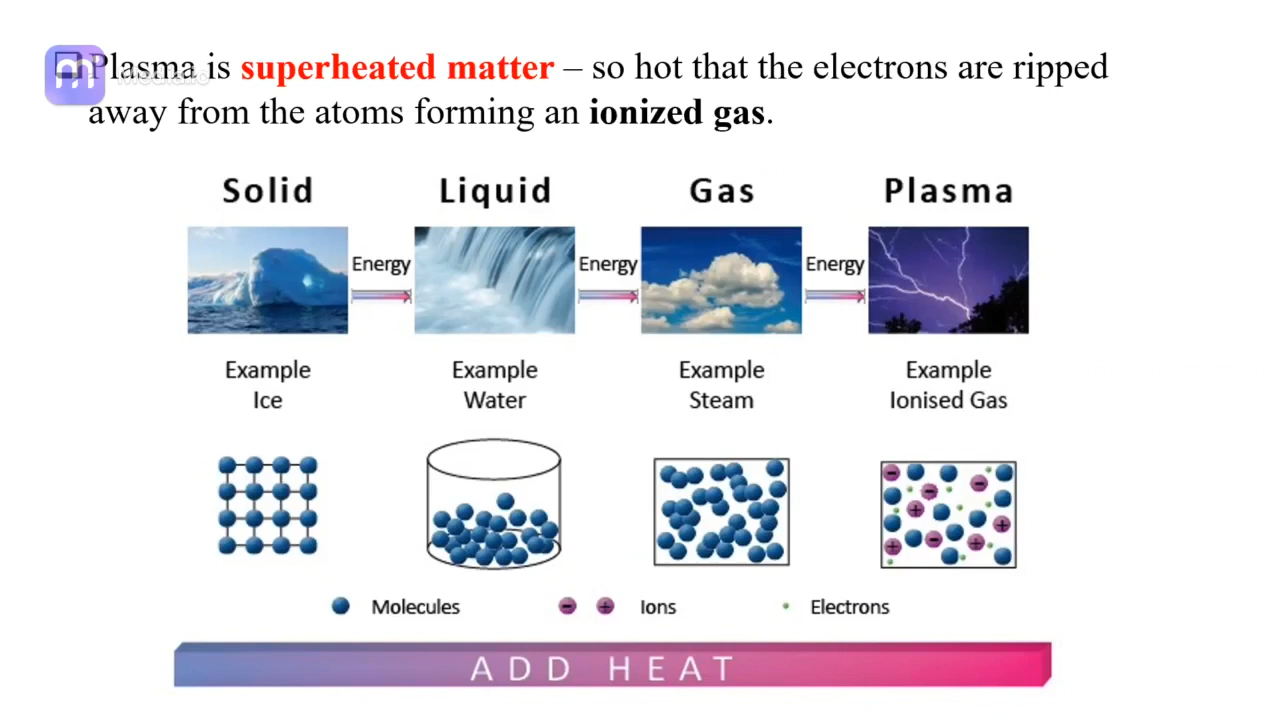 Plasma is superheated matter – so hot that the electrons are ripped
away from the atoms forming an ionized gas.
Solid Liquid Gas Plasma
Energy Energy Energy
Example Example Example Example
Ice Water Steam Ionised Gas
Molecules Ions Electrons
ADD HEAT